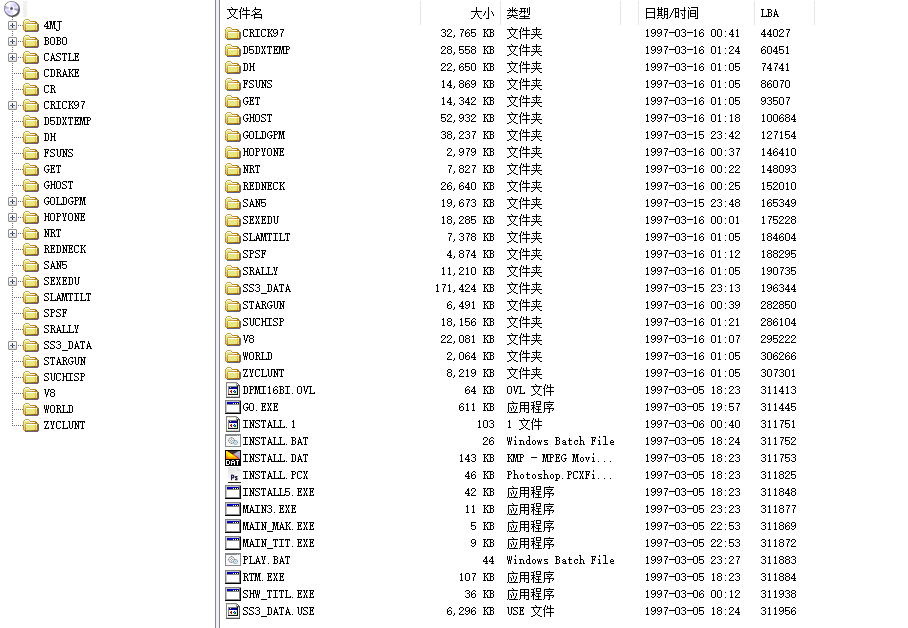 4MJ
BOBO
CASTLE
CDRAKE
CR
CRICK97
D5DXTEMP
DH
FSUNS
GET
GHOST
GOLDGPM
HOPYONE
NRT
REDNECK
SAN5
SEXEDU
SLAMTILT
SPSF
SRALLY
SS3_DATA
STARGUN
SUCHISP
V8
WORLD
ZYCLUNT
文件名 大小 类型 日期/时间 LBA
CRICK97 32,765 KB 文件夹 1997-03-16 00:41 44027
D5DXTEMP 28,558 KB 文件夹 1997-03-16 01:24 60451
DH 22,650 KB 文件夹 1997-03-16 01:05 74741
FSUNS 14,869 KB 文件夹 1997-03-16 01:05 86070
GET 14,342 KB 文件夹 1997-03-16 01:05 93507
GHOST 52,932 KB 文件夹 1997-03-16 01:18 100684
GOLDGPM 38,237 KB 文件夹 1997-03-15 23:42 127154
HOPYONE 2,979 KB 文件夹 1997-03-16 00:37 146410
NRT 7,827 KB 文件夹 1997-03-16 00:22 148093
REDNECK 26,640 KB 文件夹 1997-03-16 00:25 152010
SAN5 19,673 KB 文件夹 1997-03-15 23:48 165349
SEXEDU 18,285 KB 文件夹 1997-03-16 00:01 175228
SLAMTILT 7,378 KB 文件夹 1997-03-16 01:05 184604
SPSF 4,874 KB 文件夹 1997-03-16 01:12 188295
SRALLY 11,210 KB 文件夹 1997-03-16 01:05 190735
SS3_DATA 171,424 KB 文件夹 1997-03-15 23:13 196344
STARGUN 6,491 KB 文件夹 1997-03-16 00:39 282850
SUCHISP 18,156 KB 文件夹 1997-03-16 01:21 286104
V8 22,081 KB 文件夹 1997-03-16 01:07 295222
WORLD 2,064 KB 文件夹 1997-03-16 01:05 306266
ZYCLUNT 8,219 KB 文件夹 1997-03-16 01:05 307301
DPMI16BI.OVL 64 KB OVL 文件 1997-03-05 18:23 311413
GO.EXE 611 KB 应用程序 1997-03-05 19:57 311445
INSTALL.1 103 1 文件 1997-03-06 00:40 311751
INSTALL.BAT 26 Windows Batch File 1997-03-05 18:24 311752
INSTALL.DAT 143 KB KMP - MPEG Movi... 1997-03-05 18:23 311753
INSTALL.PCX 46 KB Photoshop.PCXFi... 1997-03-05 18:23 311825
INSTALL5.EXE 42 KB 应用程序 1997-03-05 18:23 311848
MAIN3.EXE 11 KB 应用程序 1997-03-05 23:23 311877
MAIN_MAK.EXE 5 KB 应用程序 1997-03-05 22:53 311869
MAIN_TIT.EXE 9 KB 应用程序 1997-03-05 22:53 311872
PLAY.BAT 44 Windows Batch File 1997-03-05 23:27 311883
RTM.EXE 107 KB 应用程序 1997-03-05 18:23 311884
SHW_TITL.EXE 36 KB 应用程序 1997-03-06 00:12 311938
SS3_DATA.USE 6,296 KB USE 文件 1997-03-05 18:24 311956